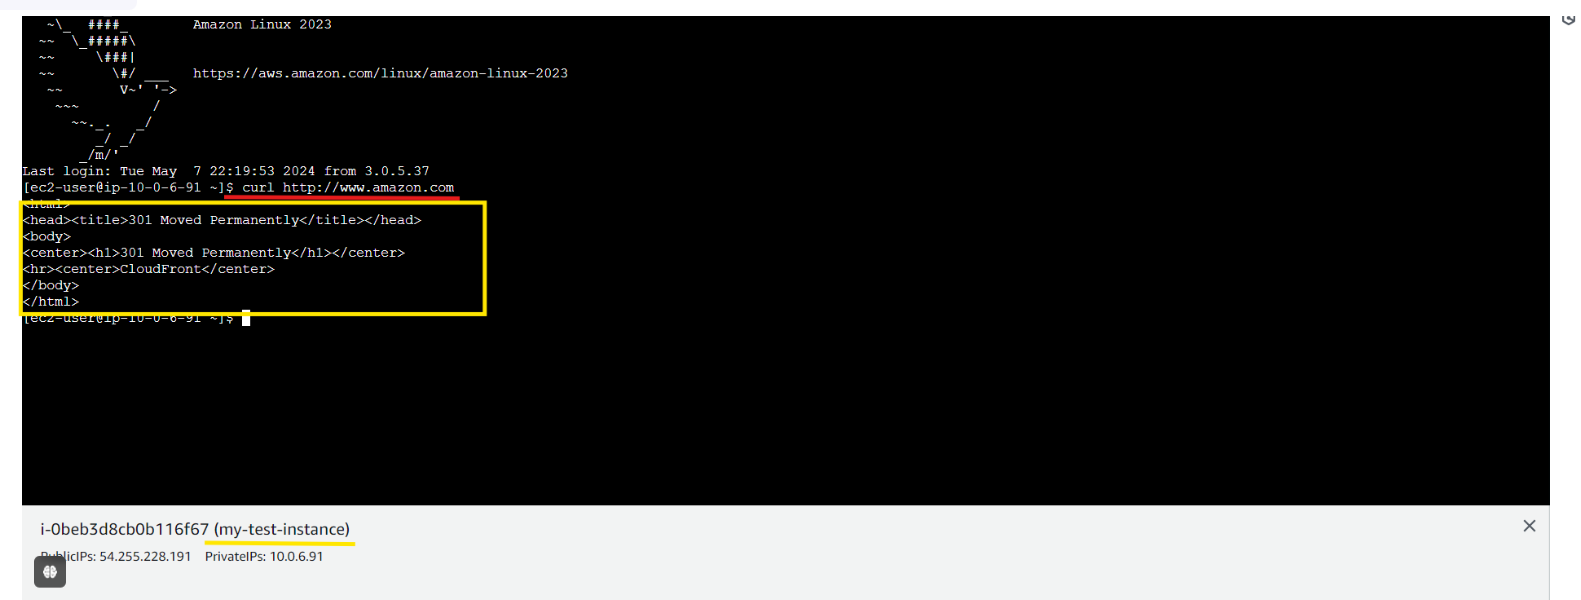 ~\_  ####_        Amazon Linux 2023
~~  \_#####\
~~     \###|
~~       \#/ ___   https://aws.amazon.com/linux/amazon-linux-2023
~~       V~' '->
~~~         /
~~._.   _/
_/ _/
_/m/'
Last login: Tue May  7 22:19:53 2024 from 3.0.5.37
[ec2-user@ip-10-0-6-91 ~]$ curl http://www.amazon.com
<html>
<head><title>301 Moved Permanently</title></head>
<body>
<center><h1>301 Moved Permanently</h1></center>
<hr><center>CloudFront</center>
</body>
</html>
[ec2-user@ip-10-0-6-91 ~]$
i-0beb3d8cb0b116f67 (my-test-instance)
PublicIPs: 54.255.228.191 PrivateIPs: 10.0.6.91